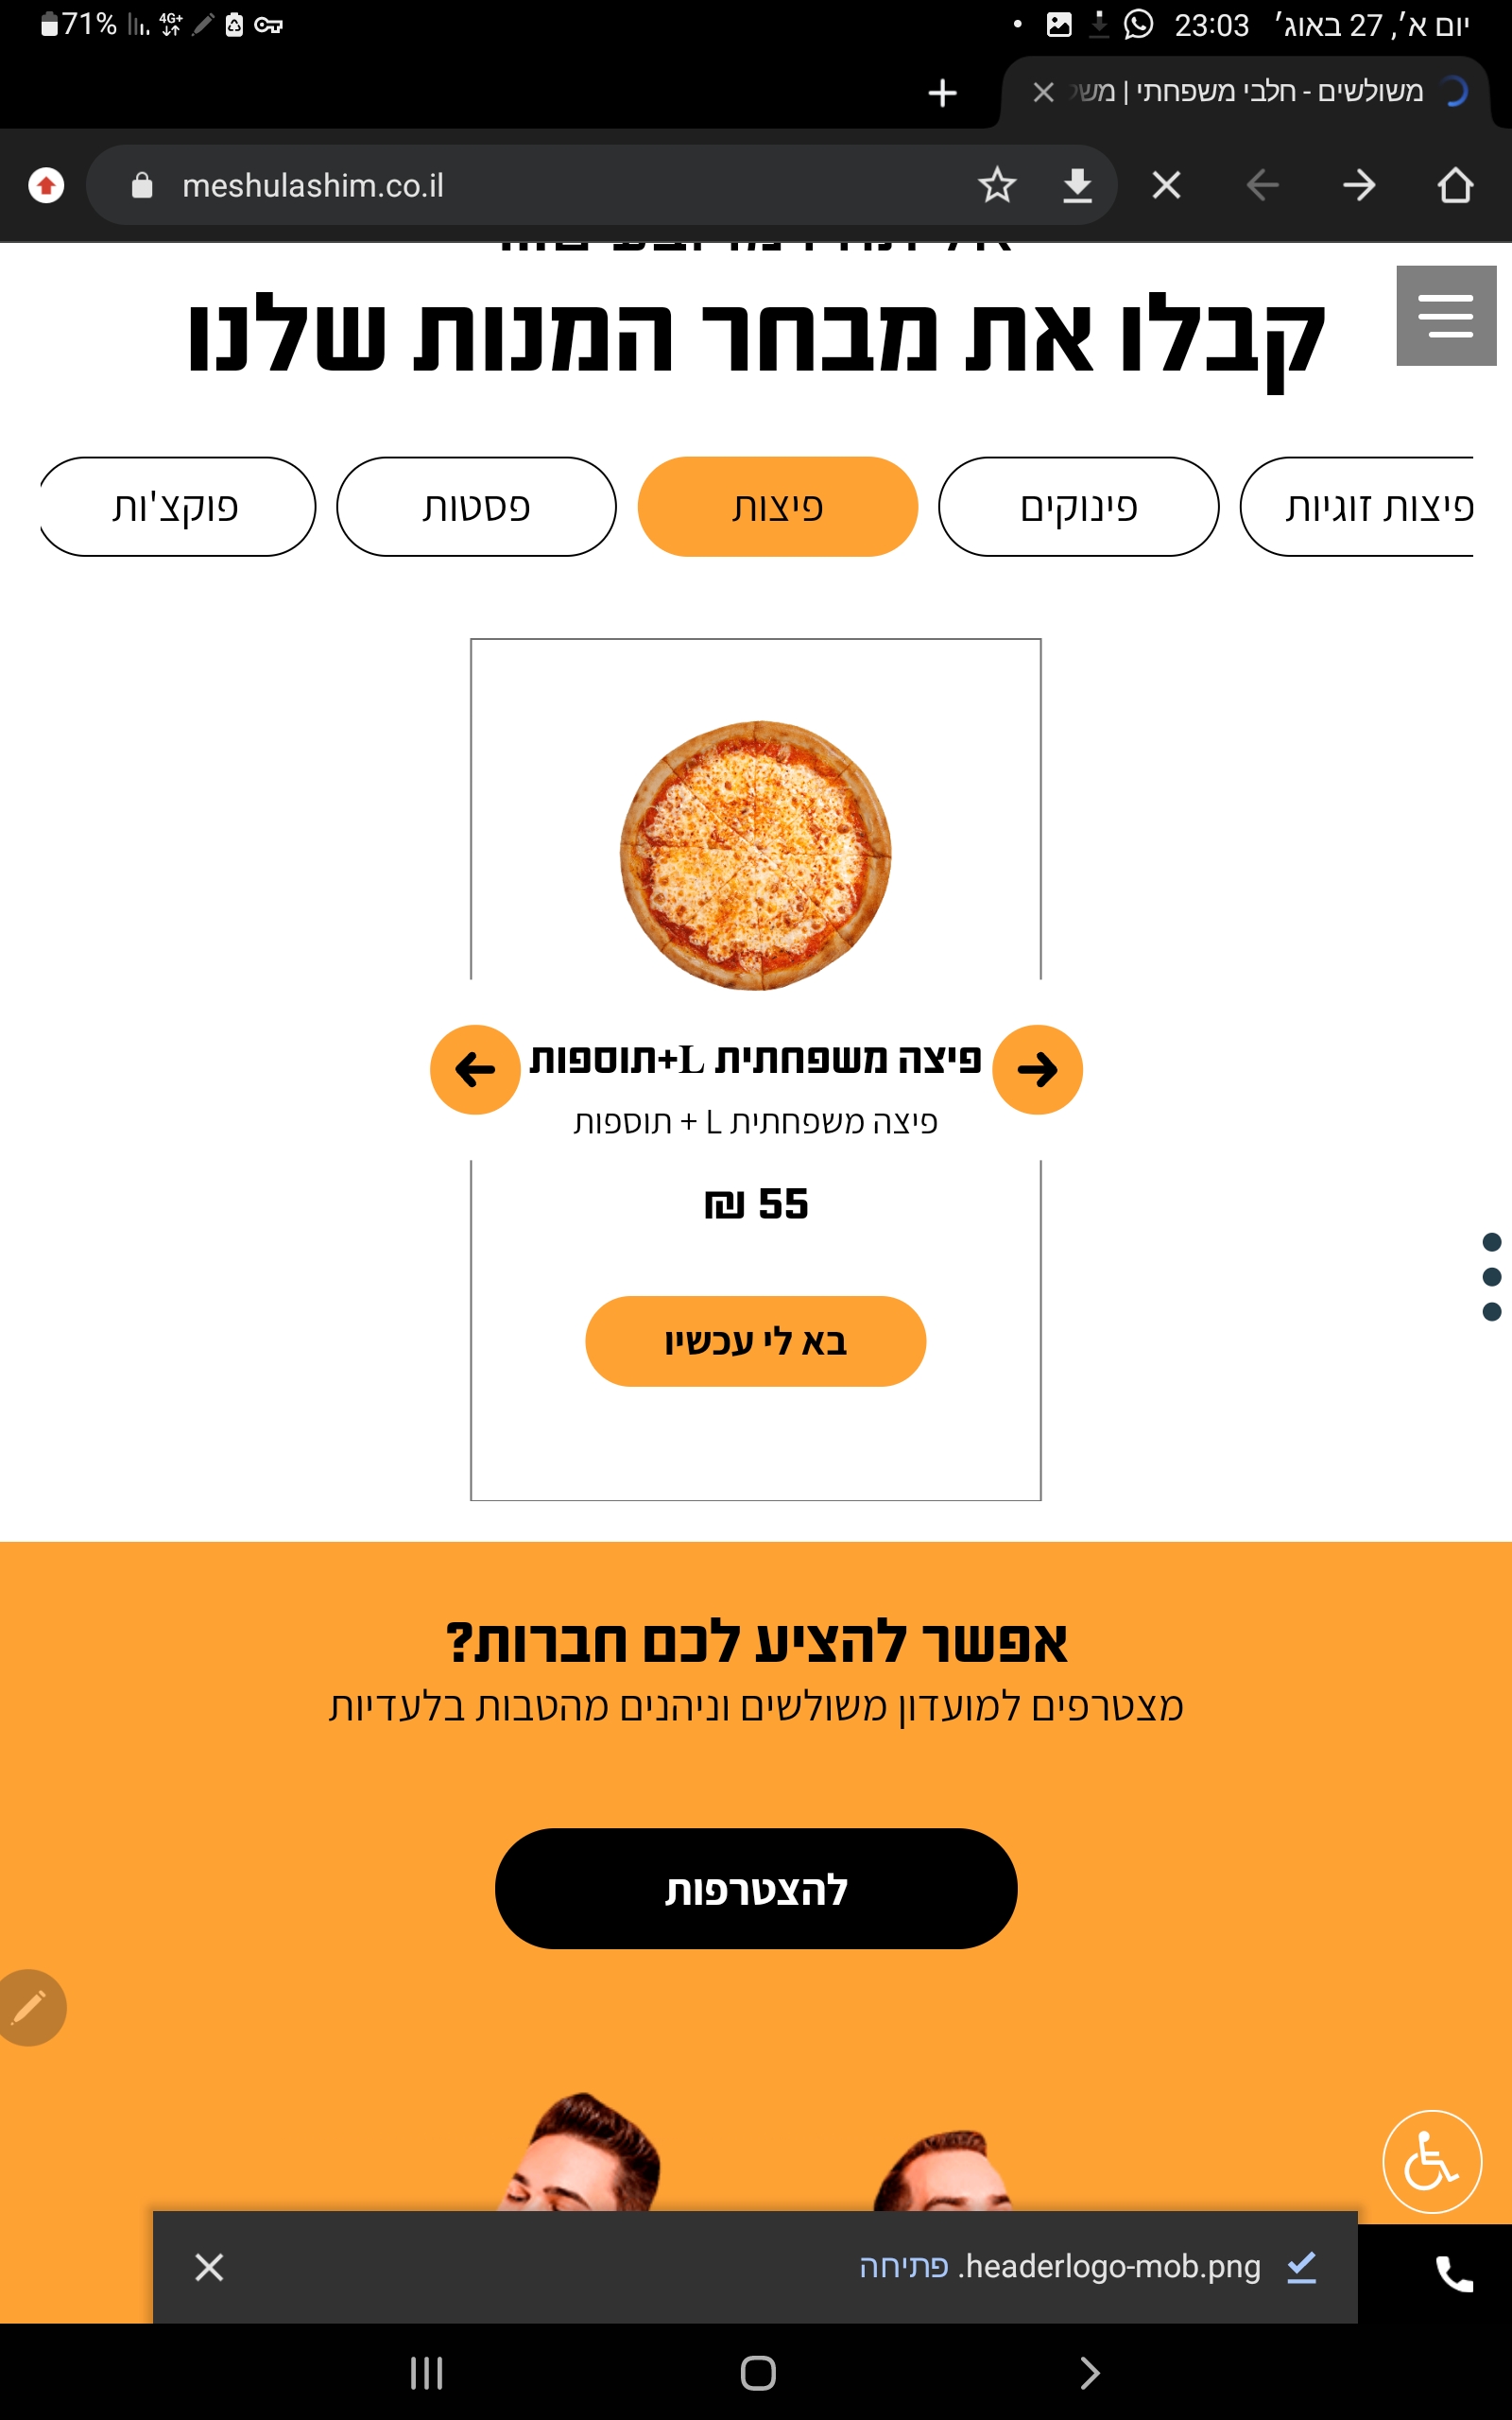 71% 4G+ 23:03 יום א׳, 27 באוג׳
משולשים - חלבי משפחתי |
meshulashim.co.il
קבלו את מבחר המנות שלנו
פיצות זוגיות
פינוקים
פיצות
פסטות
פוקצ'ות
פיצה משפחתית L+תוספות
פיצה משפחתית L + תוספות
55 ₪
בא לי עכשיו
אפשר להציע לכם חברות?
מצטרפים למועדון משולשים וניהנים מהטבות בלעדיות
להצטרפות
headerlogo-mob.png. פתיחה